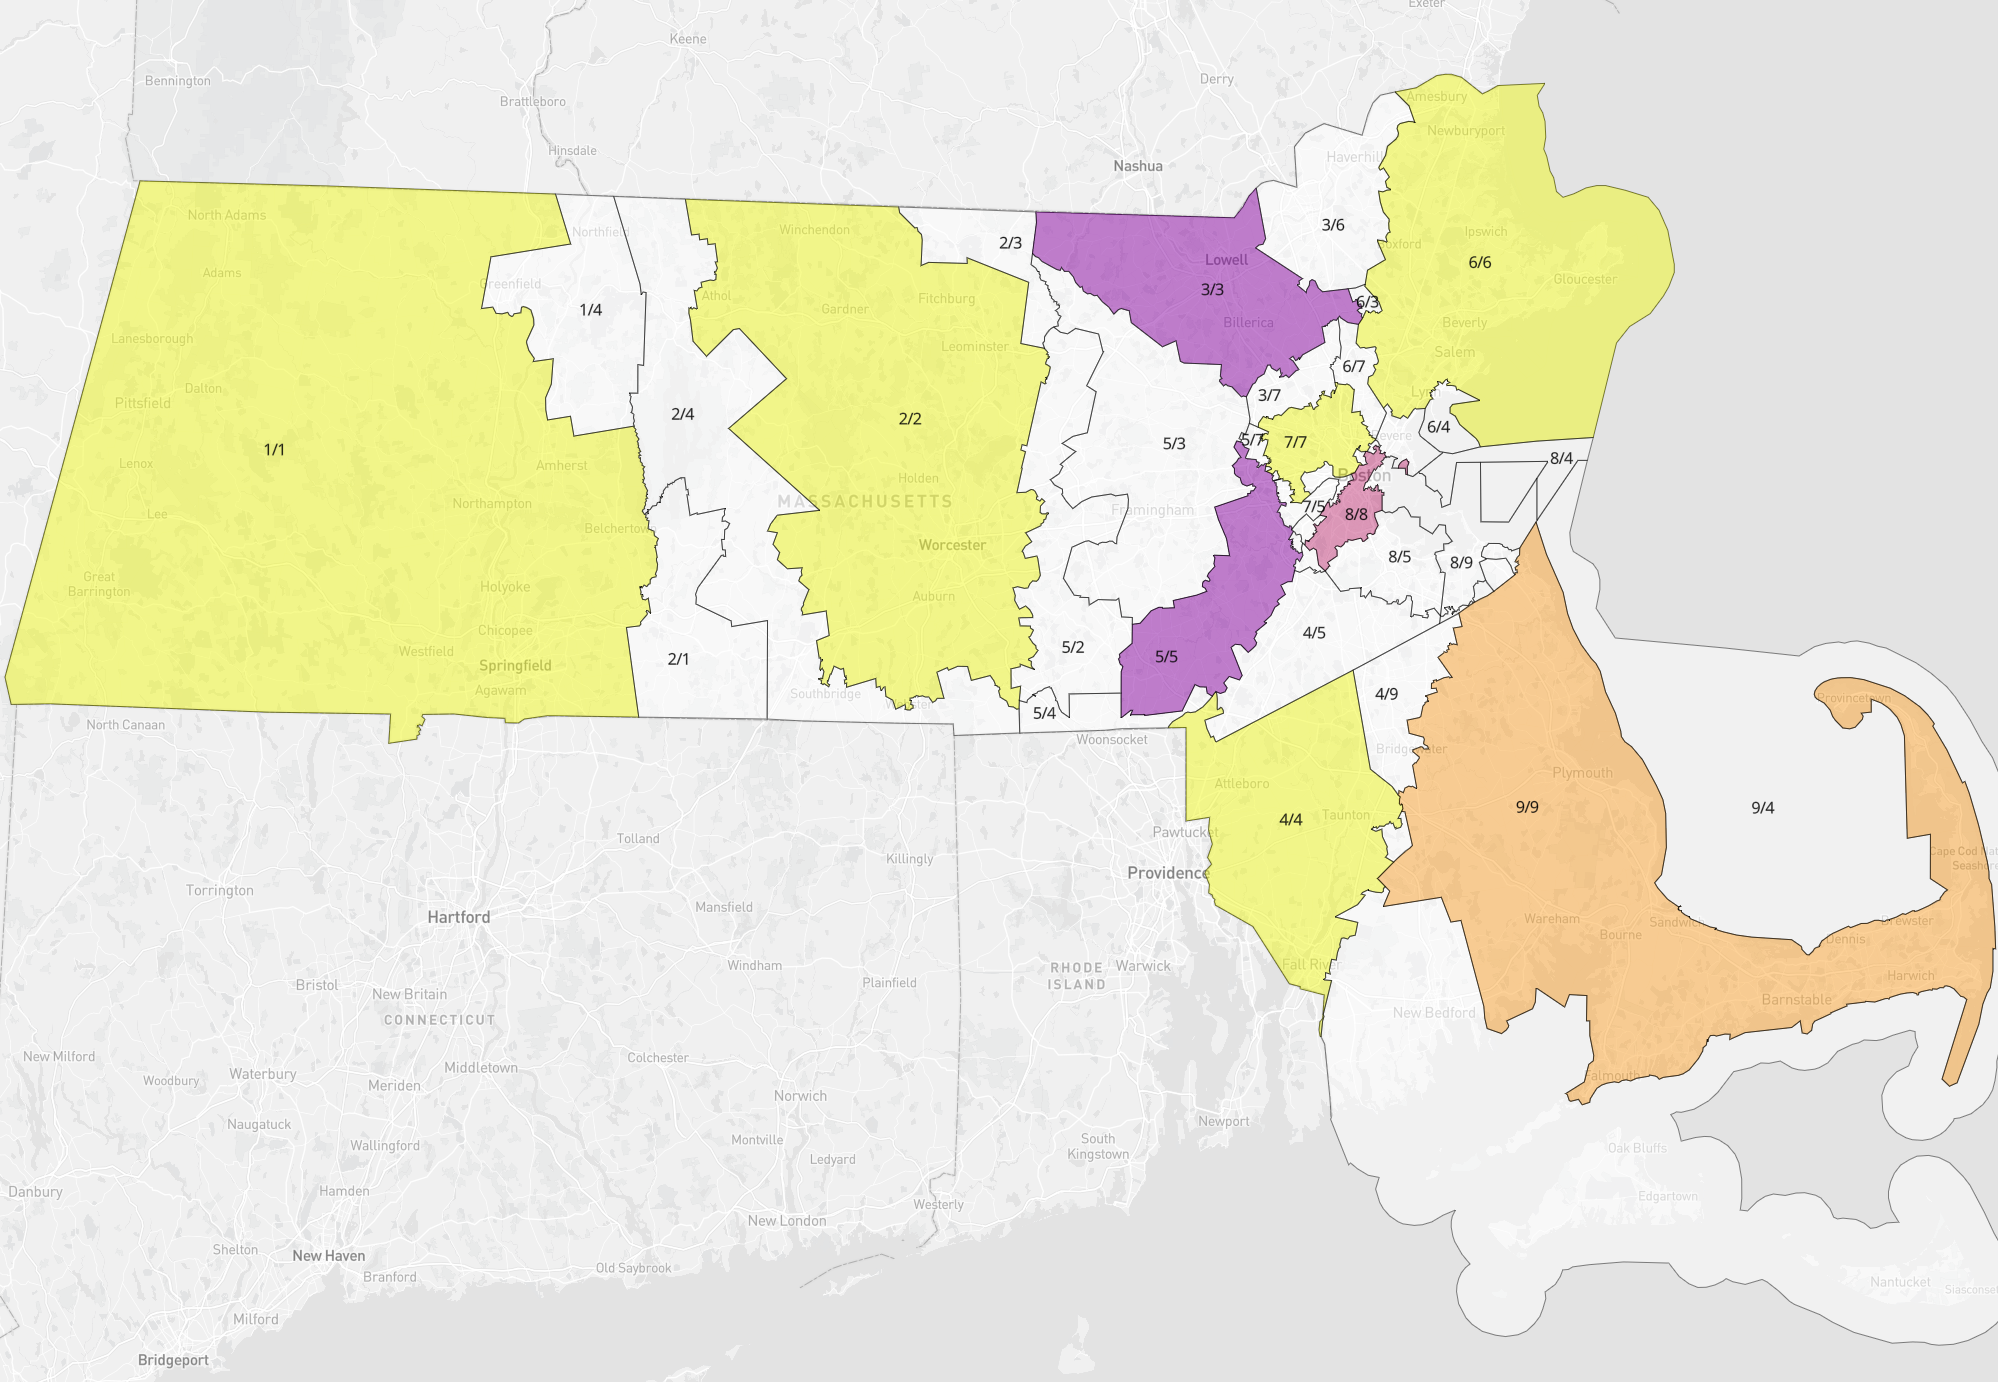 Exeter
Keene
Derry
Bennington
Amesbury
Brattleboro
Newburyport
Hinsdale
Haverhill
Nashua
North Adams
Northfield
Winchendon
3/6
Ipswich
2/3
Boxford
Lowell
6/6
Adams
Greenfield
Athol
Fitchburg
3/3
Gloucester
6/3
1/4
Gardner
Billerica
Beverly
Lanesborough
Leominster
Salem
6/7
Dalton
3/7
Lynn
Pittsfield
2/4
2/2
6/4
Revere
5/7
7/7
1/1
5/3
8/4
Lenox
Amherst
Holden
Boston
MASSACHUSETTS
Northampton
7/5
Lee
Framingham
8/8
Belchertown
Worcester
8/5
8/9
Great
Barrington
Holyoke
Auburn
Chicopee
4/5
5/2
Westfield
2/1
5/5
Springfield
Agawam
Southbridge
4/9
Provincetown
5/4
North Canaan
Woonsocket
Bridgewater
Plymouth
Attleboro
9/9
9/4
Taunton
4/4
Pawtucket
Tolland
Killingly
Cape Cod Nat
Seashore
Providence
Torrington
Mansfield
Hartford
Wareham
Sandwich
Brewster
Bourne
Dennis
Windham
RHODE
ISLAND
Warwick
Fall River
Harwich
Bristol
New Britain
Plainfield
Barnstable
CONNECTICUT
New Bedford
New Milford
Colchester
Waterbury
Middletown
Falmouth
Woodbury
Meriden
Norwich
Naugatuck
Newport
Wallingford
Montville
South
Kingstown
Oak Bluffs
Ledyard
Danbury
Hamden
Edgartown
Westerly
New London
Shelton
New Haven
Old Saybrook
Branford
Nantucket
Siasconset
Milford
Bridgeport